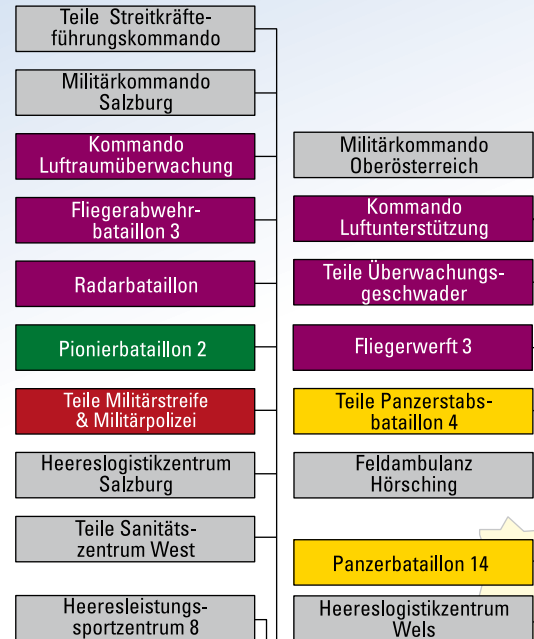 Teile Streitkräfte-
führungskommando
Militärkommando
Salzburg
Kommando
Luftraumüberwachung
Fliegerabwehr-
bataillon 3
Radarbataillon
Pionierbataillon 2
Teile Militärstreife
& Militärpolizei
Heereslogistikzentrum
Salzburg
Teile Sanitäts-
zentrum West
Heeresleistungs-
sportzentrum 8
Militärkommando
Oberösterreich
Kommando
Luftunterstützung
Teile Überwachungs-
geschwader
Fliegerwerft 3
Teile Panzerstabs-
bataillon 4
Feldambulanz
Hörsching
Panzerbataillon 14
Heereslogistikzentrum
Wels